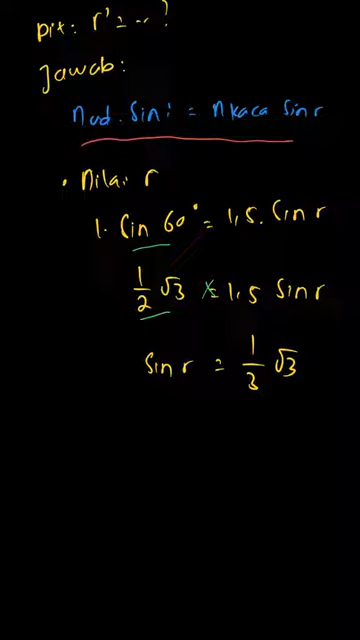 Dit: r' = ... ?
Jawab:
nud. Sin i = nkaca sin r
• Nilai r
1. Sin 60° = 1,5. Sin r
1/2 √3 = 1,5 Sin r
Sin r = 1/3 √3